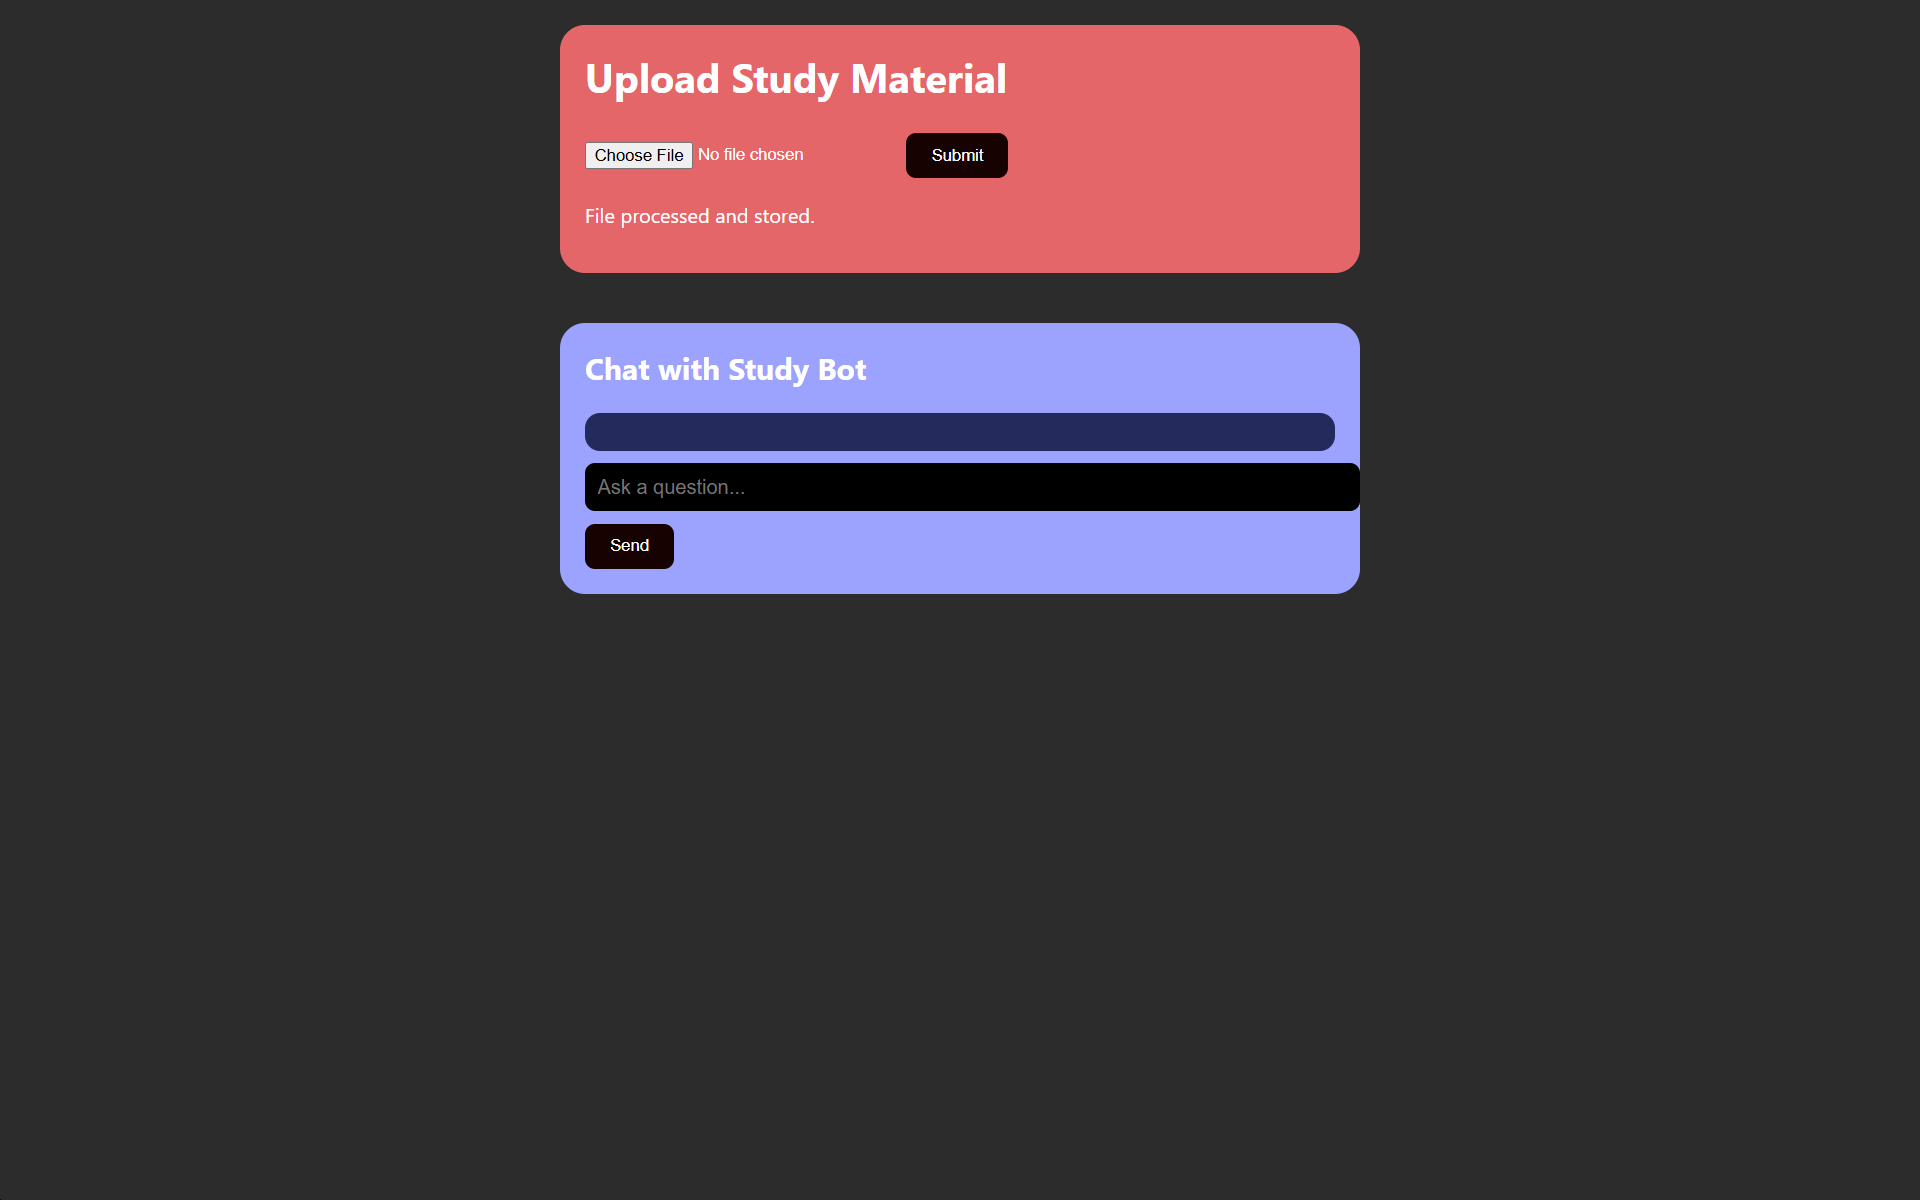 Upload Study Material
Choose File No file chosen Submit
File processed and stored.
Chat with Study Bot
Ask a question...
Send